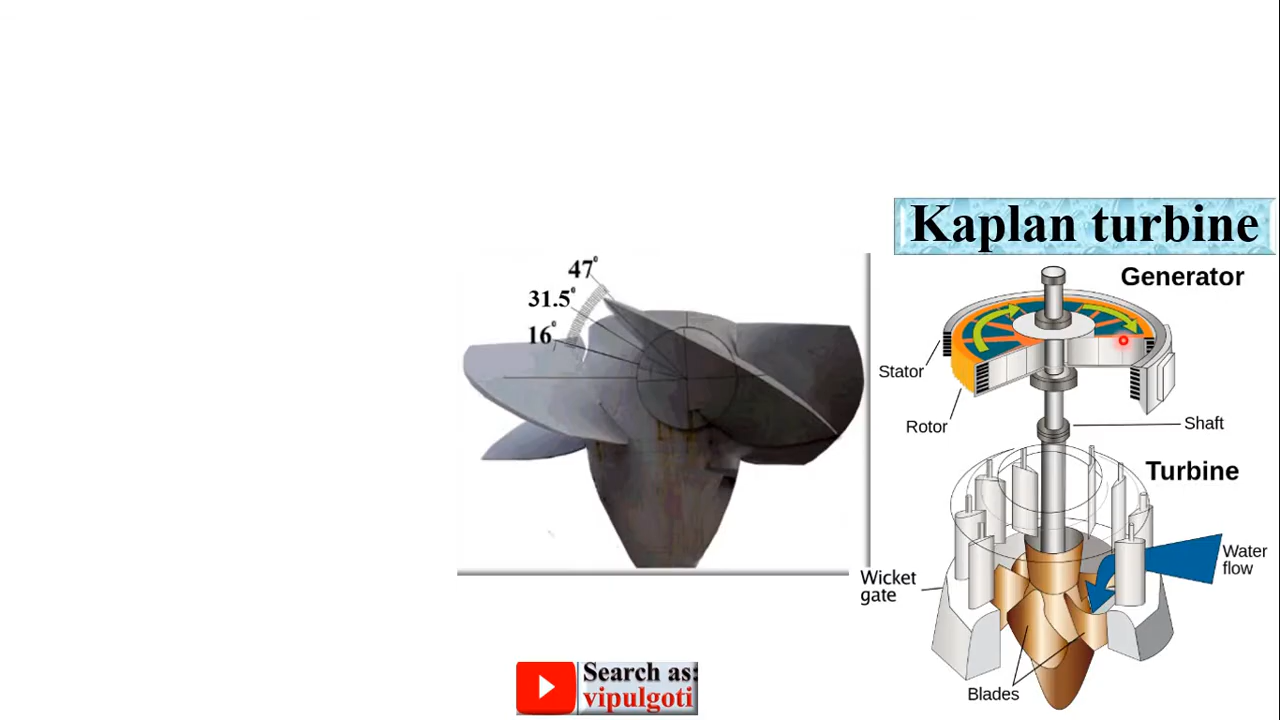 Kaplan turbine
Generator
47°
31.5°
16°
Stator
Rotor
Shaft
Turbine
Water
flow
Wicket
gate
Blades
Search as:
vipulgoti